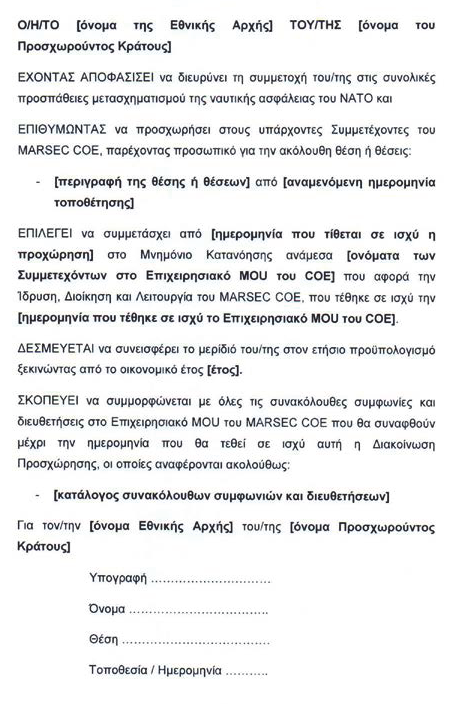 Ο/Η/ΤΟ [όνομα της Εθνικής Αρχής] ΤΟΥ/ΤΗΣ [όνομα του
Προσχωρούντος Κράτους]
ΕΧΟΝΤΑΣ ΑΠΟΦΑΣΙΣΕΙ να διευρύνει τη συμμετοχή του/της στις συνολικές
προσπάθειες μετασχηματισμού της ναυτικής ασφάλειας του ΝΑΤΟ και
ΕΠΙΘΥΜΩΝΤΑΣ να προσχωρήσει στους υπάρχοντες Συμμετέχοντες του
MARSEC COE, παρέχοντας προσωπικό για την ακόλουθη θέση ή θέσεις:
- [περιγραφή της θέσης ή θέσεων] από [αναμενόμενη ημερομηνία
τοποθέτησης]
ΕΠΙΛΕΓΕΙ να συμμετάσχει από [ημερομηνία που τίθεται σε ισχύ η
προχώρηση] στο Μνημόνιο Κατανόησης ανάμεσα [ονόματα των
Συμμετεχόντων στο Επιχειρησιακό MOU του COE] που αφορά την
Ίδρυση, Διοίκηση και Λειτουργία του MARSEC COE, που τέθηκε σε ισχύ την
[ημερομηνία που τέθηκε σε ισχύ το Επιχειρησιακό MOU του COE].
ΔΕΣΜΕΥΕΤΑΙ να συνεισφέρει το μερίδιό του/της στον ετήσιο προϋπολογισμό
ξεκινώντας από το οικονομικό έτος [έτος].
ΣΚΟΠΕΥΕΙ να συμμορφώνεται με όλες τις συνακόλουθες συμφωνίες και
διευθετήσεις στο Επιχειρησιακό MOU του MARSEC COE που θα συναφθούν
μέχρι την ημερομηνία που θα τεθεί σε ισχύ αυτή η Διακοίνωση
Προσχώρησης, οι οποίες αναφέρονται ακολούθως:
- [κατάλογος συνακόλουθων συμφωνιών και διευθετήσεων]
Για τον/την [όνομα Εθνικής Αρχής] του/της [όνομα Προσχωρούντος
Κράτους]
Υπογραφή ................................
Όνομα .....................................
Θέση .......................................
Τοποθεσία / Ημερομηνία ............